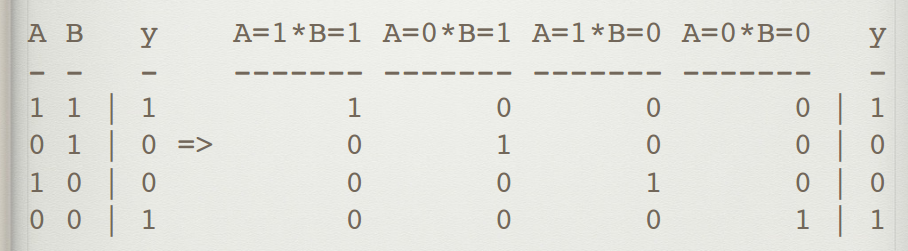 A B   y     A=1*B=1 A=0*B=1 A=1*B=0 A=0*B=0   y
- -   -     ------- ------- ------- -------   -
1 1 | 1           1       0       0       0 | 1
0 1 | 0 =>        0       1       0       0 | 0
1 0 | 0           0       0       1       0 | 0
0 0 | 1           0       0       0       1 | 1